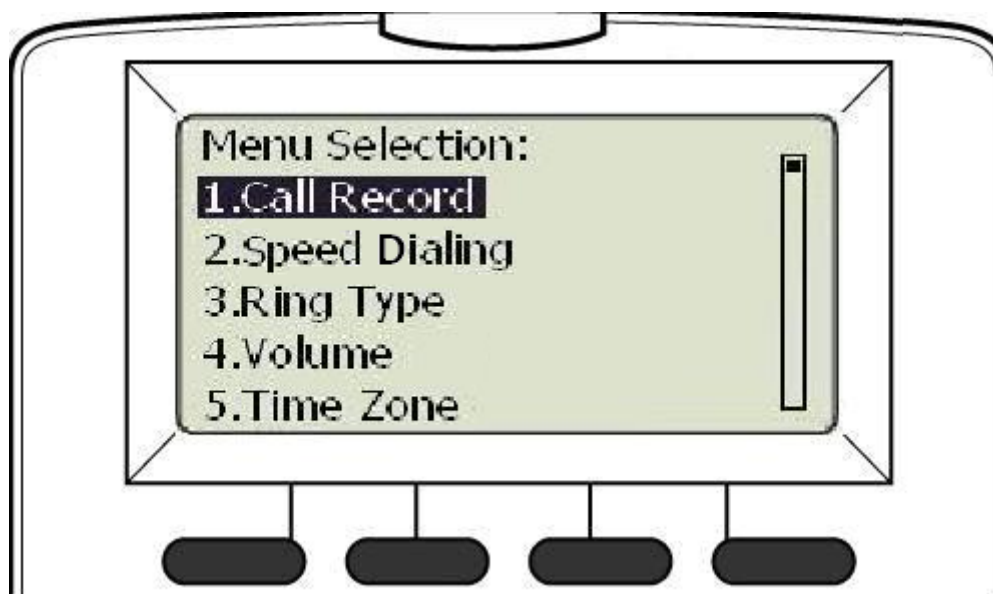 Menu Selection:
1.Call Record
2.Speed Dialing
3.Ring Type
4.Volume
5.Time Zone